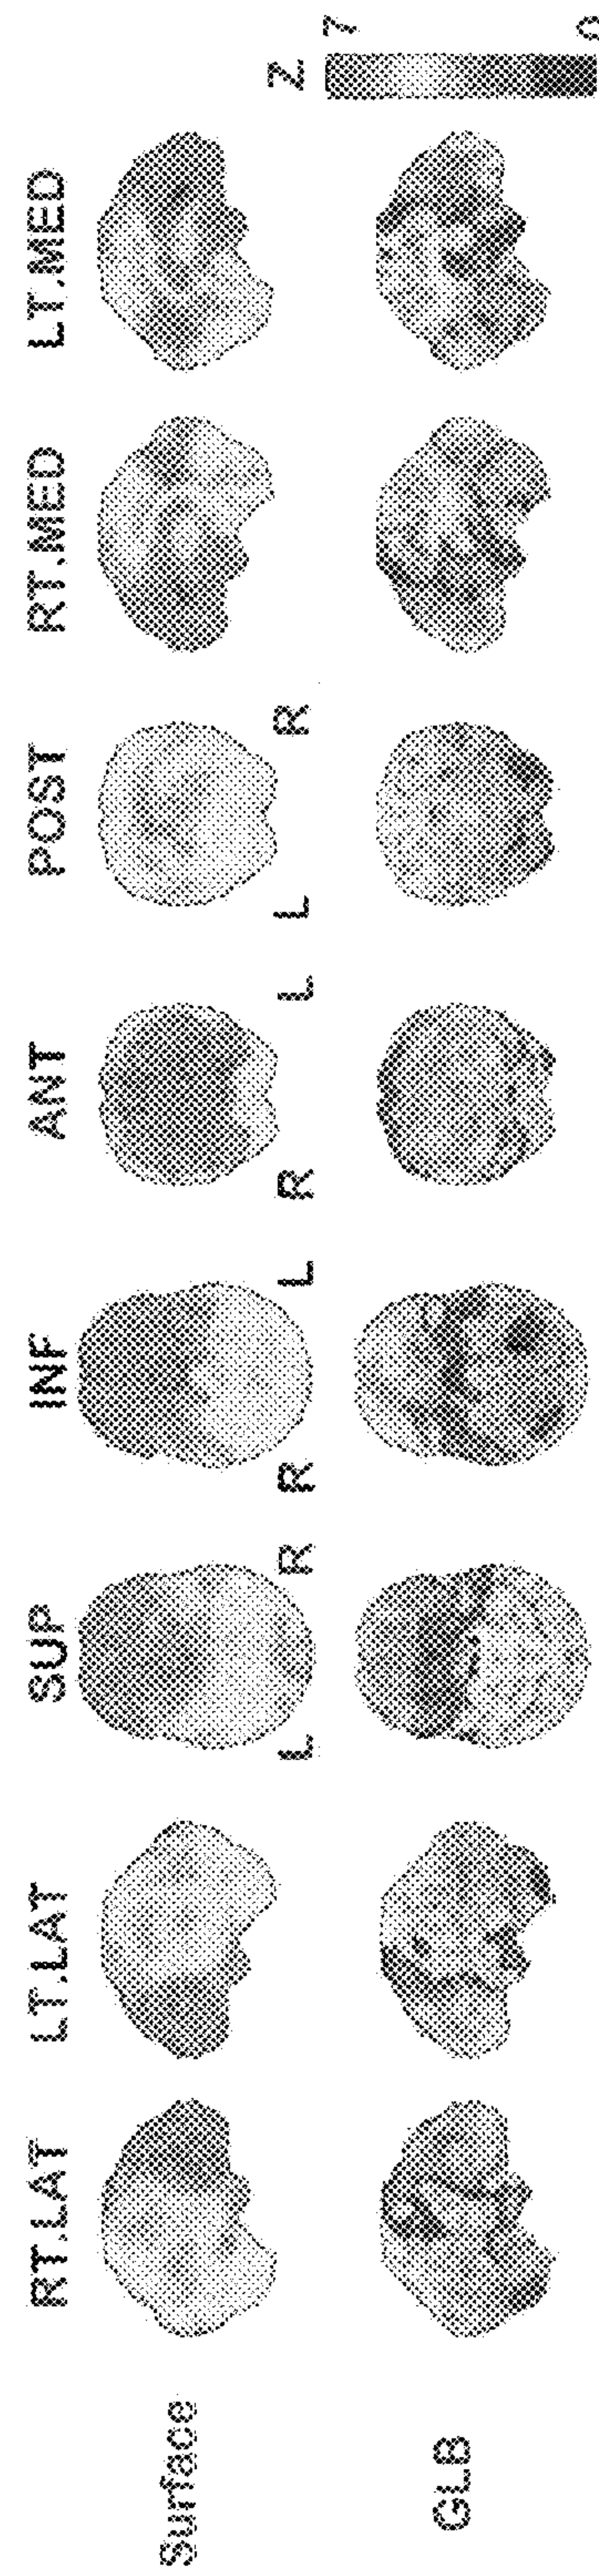 RT.LAT LT.LAT SUP INF ANT POST RT.MED LT.MED
Surface
L R R L R L L R
Z
7
GLB
0